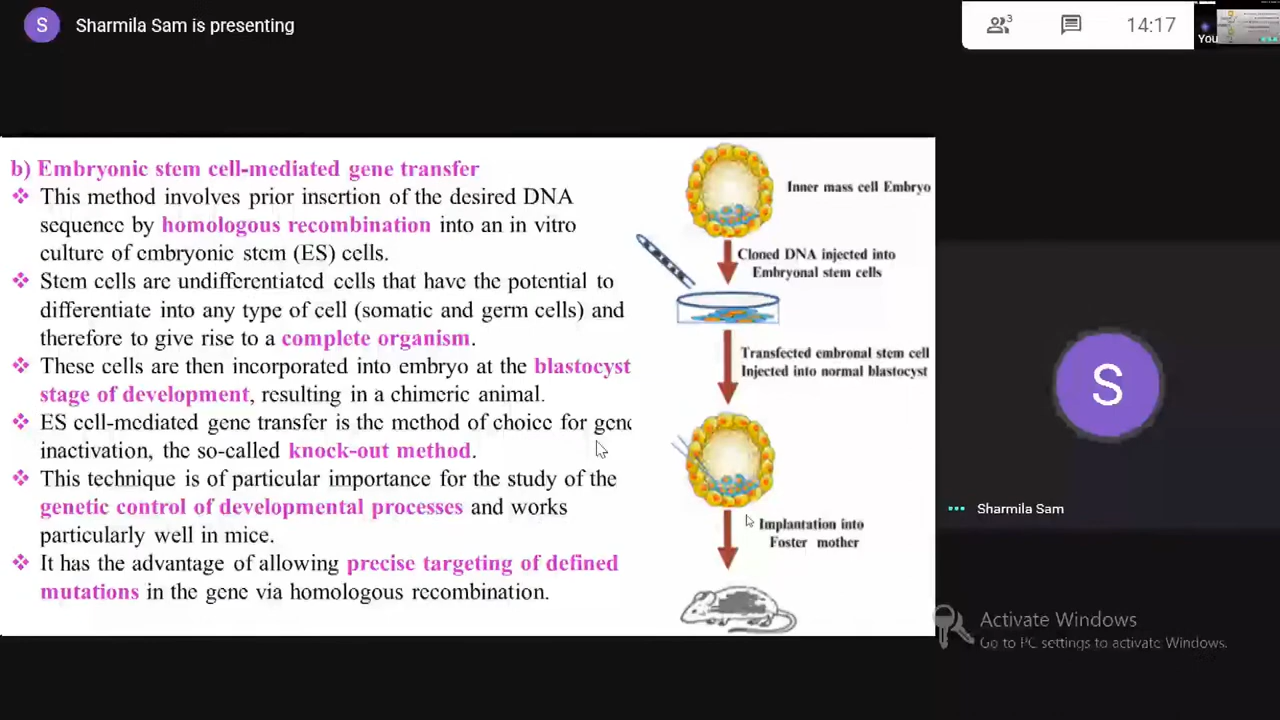 S
Sharmila Sam is presenting
3
14:17
You
b) Embryonic stem cell-mediated gene transfer
This method involves prior insertion of the desired DNA
sequence by homologous recombination into an in vitro
culture of embryonic stem (ES) cells.
Stem cells are undifferentiated cells that have the potential to
differentiate into any type of cell (somatic and germ cells) and
therefore to give rise to a complete organism.
These cells are then incorporated into embryo at the blastocyst
stage of development, resulting in a chimeric animal.
ES cell-mediated gene transfer is the method of choice for gene
inactivation, the so-called knock-out method.
This technique is of particular importance for the study of the
genetic control of developmental processes and works
particularly well in mice.
It has the advantage of allowing precise targeting of defined
mutations in the gene via homologous recombination.
Inner mass cell Embryo
Cloned DNA injected into
Embryonal stem cells
Transfected embronal stem cell
Injected into normal blastocyst
Implantation into
Foster mother
S
Sharmila Sam
Activate Windows
Go to PC settings to activate Windows.